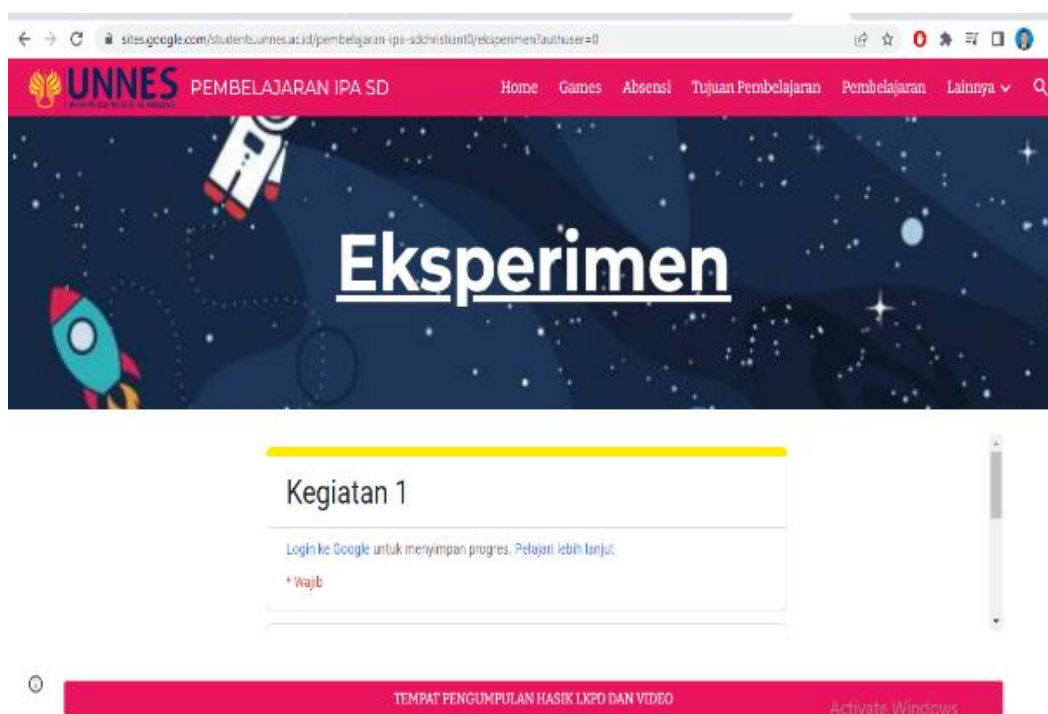 sites.google.com/students.unnes.ac.id/pembelajaran-ipa-sdchristian10/eksperimen?authuser=0
UNNES PEMBELAJARAN IPA SD Home Games Absensi Tujuan Pembelajaran Pembelajaran Lainnya
Eksperimen
Kegiatan 1
Login ke Google untuk menyimpan progres. Pelajari lebih lanjut
* Wajib
TEMPAT PENGUMPULAN HASIK LKPD DAN VIDEO
Activate Windows